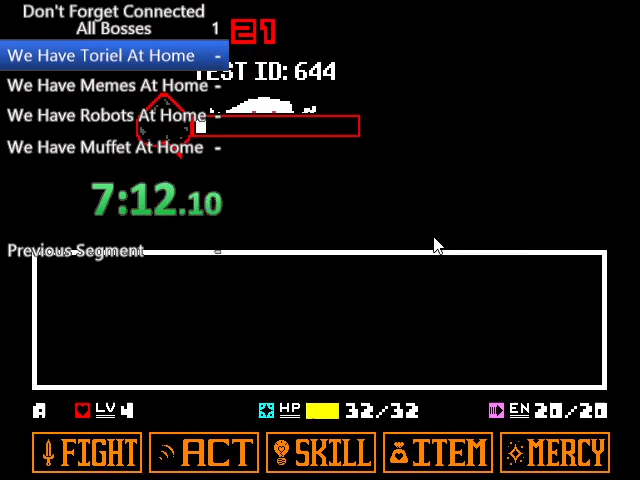 Don't Forget Connected
All Bosses 1
21
We Have Toriel At Home -
TEST ID: 644
We Have Memes At Home -
We Have Robots At Home -
We Have Muffet At Home -
7:12.10
Previous Segment -
A LV 4 HP 32/32 EN 20/20
FIGHT ACT SKILL ITEM MERCY